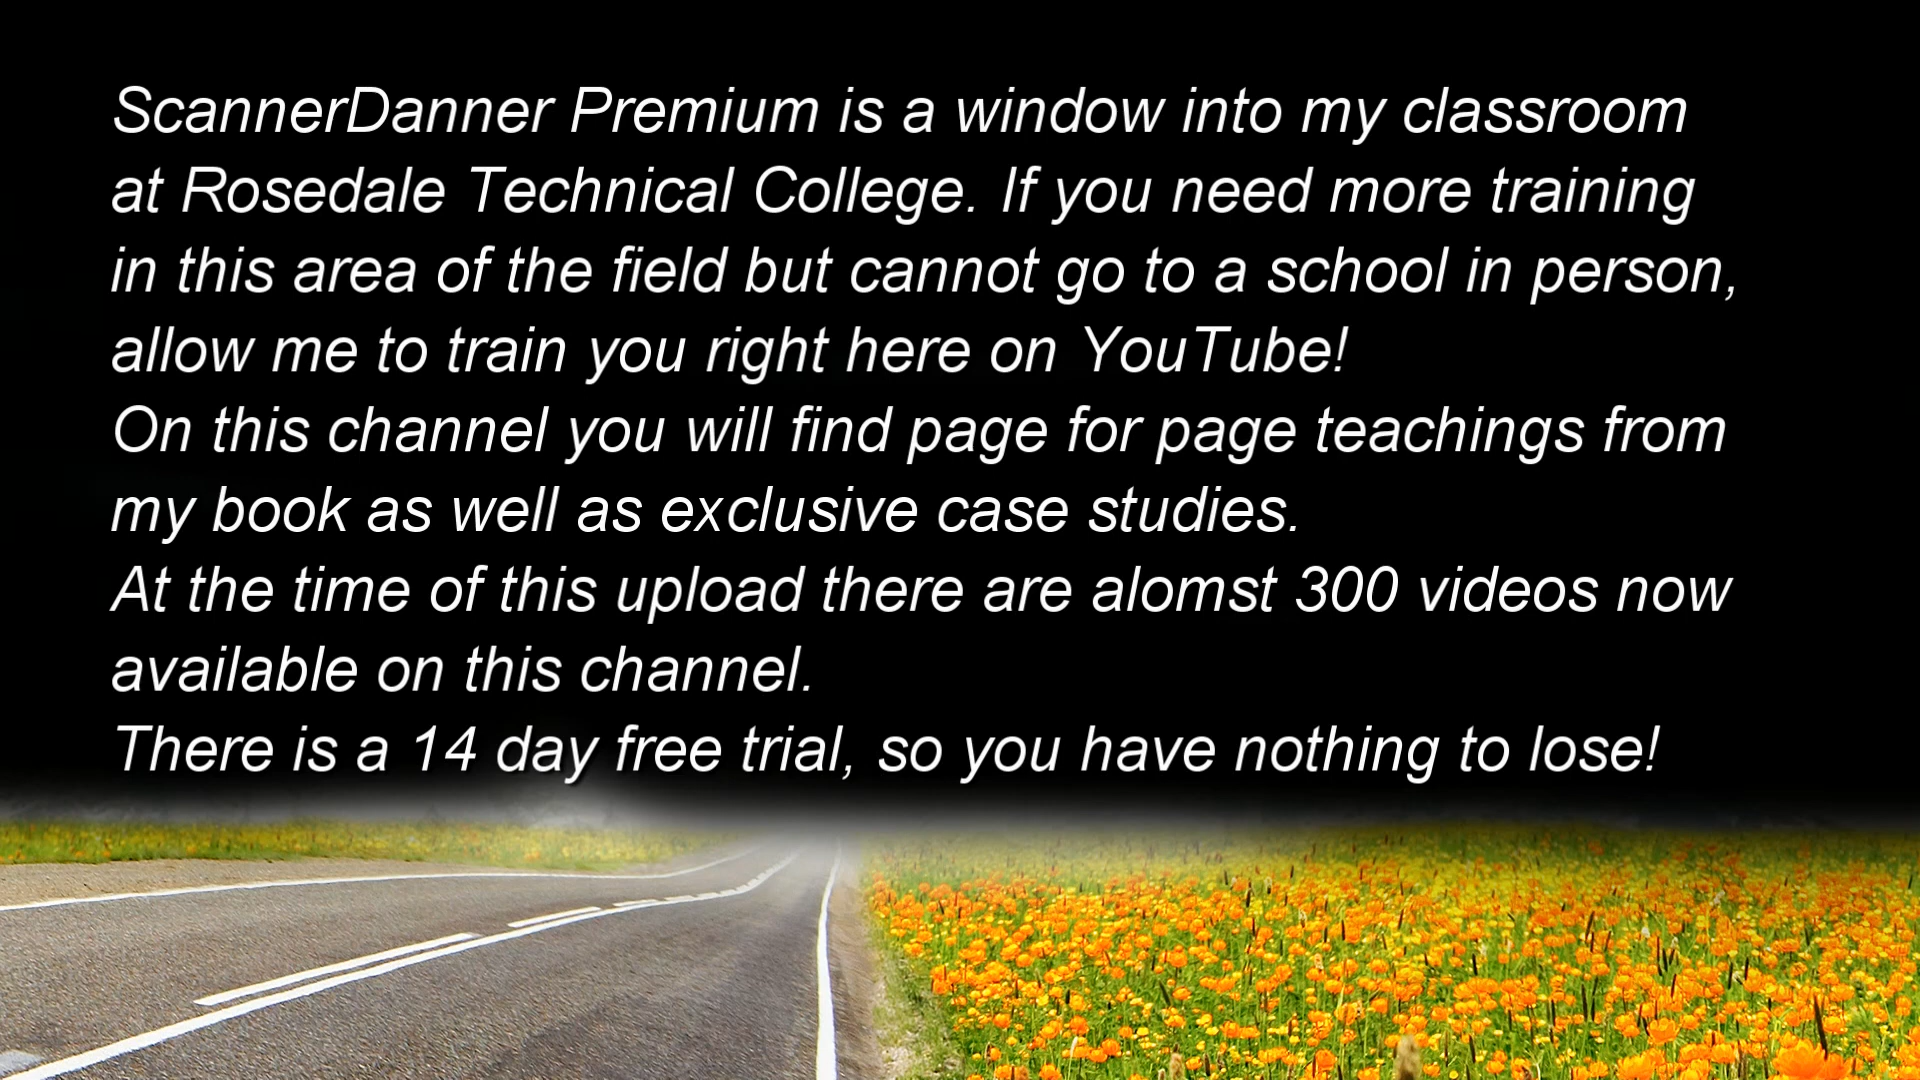 ScannerDanner Premium is a window into my classroom
at Rosedale Technical College. If you need more training
in this area of the field but cannot go to a school in person,
allow me to train you right here on YouTube!
On this channel you will find page for page teachings from
my book as well as exclusive case studies.
At the time of this upload there are alomst 300 videos now
available on this channel.
There is a 14 day free trial, so you have nothing to lose!